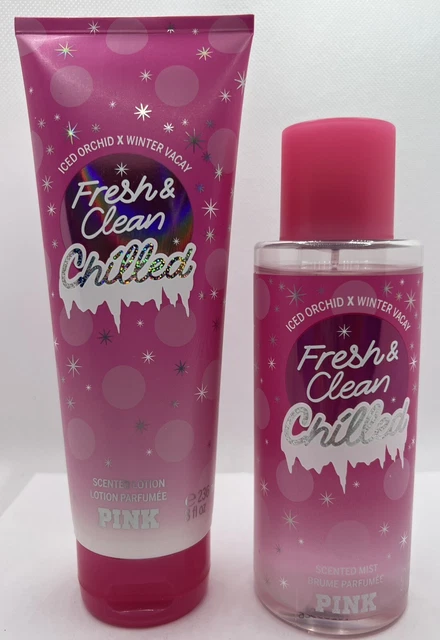 ICED ORCHID X WINTER VACAY
Fresh &
Clean
Chilled
SCENTED LOTION
LOTION PARFUMÉE
PINK
ICED ORCHID X WINTER VACAY
Fresh &
Clean
Chilled
SCENTED MIST
BRUME PARFUMÉE
PINK